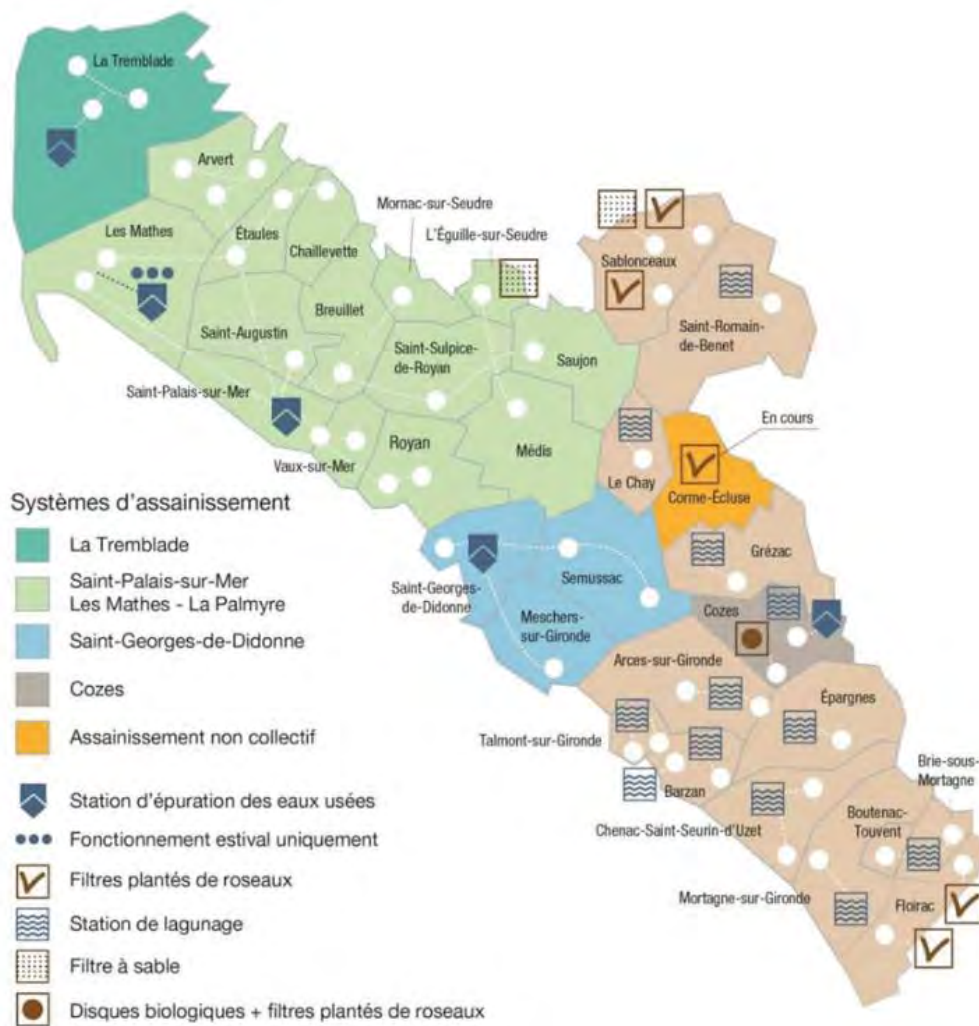 La Tremblade
Arvert
Mornac-sur-Seudre
L'Éguille-sur-Seudre
Les Mathes
Étaules
Chaillevette
Sablonceaux
Breuillet
Saint-Augustin
Saint-Romain-
de-Benet
Saint-Sulpice-
de-Royan
Saujon
Saint-Palais-sur-Mer
En cours
Royan
Médis
Vaux-sur-Mer
Le Chay
Corme-Écluse
Systèmes d'assainissement
La Tremblade
Saint-Palais-sur-Mer
Les Mathes - La Palmyre
Saint-Georges-de-Didonne
Cozes
Assainissement non collectif
Station d'épuration des eaux usées
Fonctionnement estival uniquement
Filtres plantés de roseaux
Station de lagunage
Filtre à sable
Disques biologiques + filtres plantés de roseaux
Grézac
Saint-Georges-
de-Didonne
Semussac
Meschers-
sur-Gironde
Cozes
Arces-sur-Gironde
Épargnes
Talmont-sur-Gironde
Barzan
Brie-sous-
Mortagne
Chenac-Saint-Seurin-d'Uzet
Boutenac-
Touvent
Mortagne-sur-Gironde
Floirac